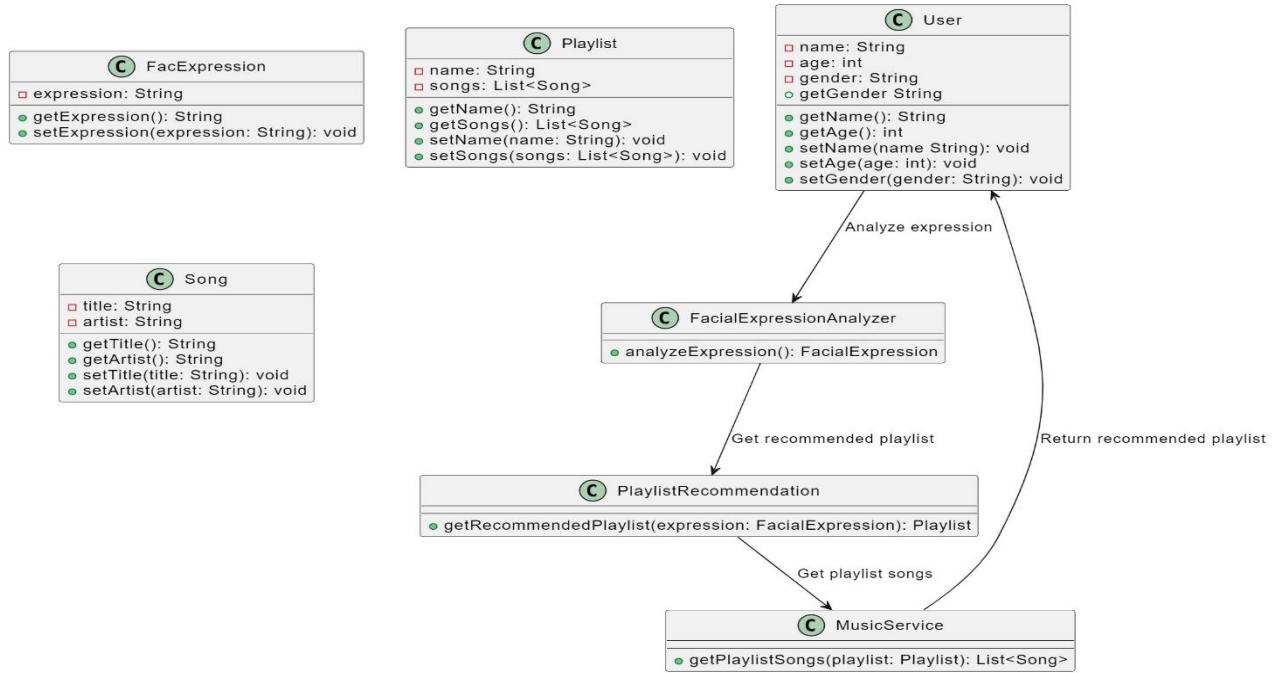 C FacExpression
expression: String
getExpression(): String
setExpression(expression: String): void
C Playlist
name: String
songs: List<Song>
getName(): String
getSongs(): List<Song>
setName(name: String): void
setSongs(songs: List<Song>): void
C User
name: String
age: int
gender: String
getGender String
getName(): String
getAge(): int
setName(name String): void
setAge(age: int): void
setGender(gender: String): void
Analyze expression
C Song
title: String
artist: String
getTitle(): String
getArtist(): String
setTitle(title: String): void
setArtist(artist: String): void
C FacialExpressionAnalyzer
analyzeExpression(): FacialExpression
Get recommended playlist
Return recommended playlist
C PlaylistRecommendation
getRecommendedPlaylist(expression: FacialExpression): Playlist
Get playlist songs
C MusicService
getPlaylistSongs(playlist: Playlist): List<Song>